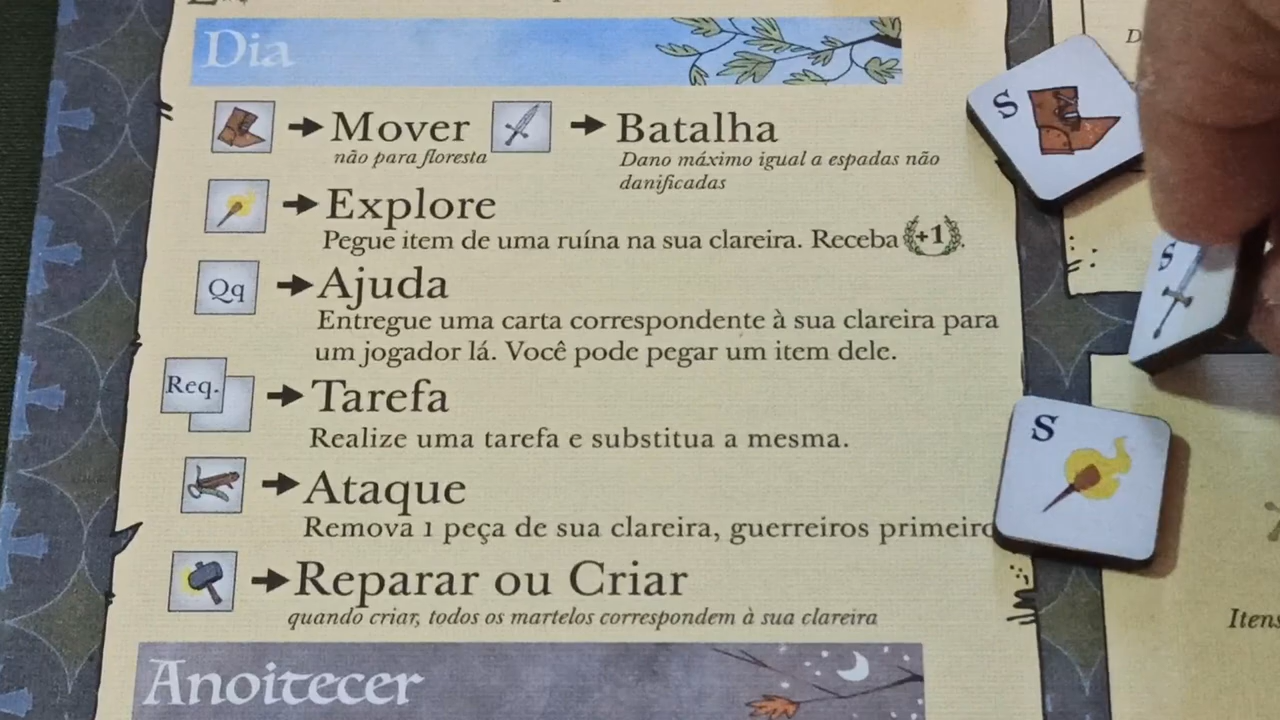 Dia
Mover
não para floresta
Batalha
Dano máximo igual a espadas não
danificadas
Explore
Pegue item de uma ruína na sua clareira. Receba +1.
Qq
Ajuda
Entregue uma carta correspondente à sua clareira para
um jogador lá. Você pode pegar um item dele.
Req.
Tarefa
Realize uma tarefa e substitua a mesma.
Ataque
Remova 1 peça de sua clareira, guerreiros primeiro
Reparar ou Criar
quando criar, todos os martelos correspondem à sua clareira
Anoitecer
S
S
S
Itens